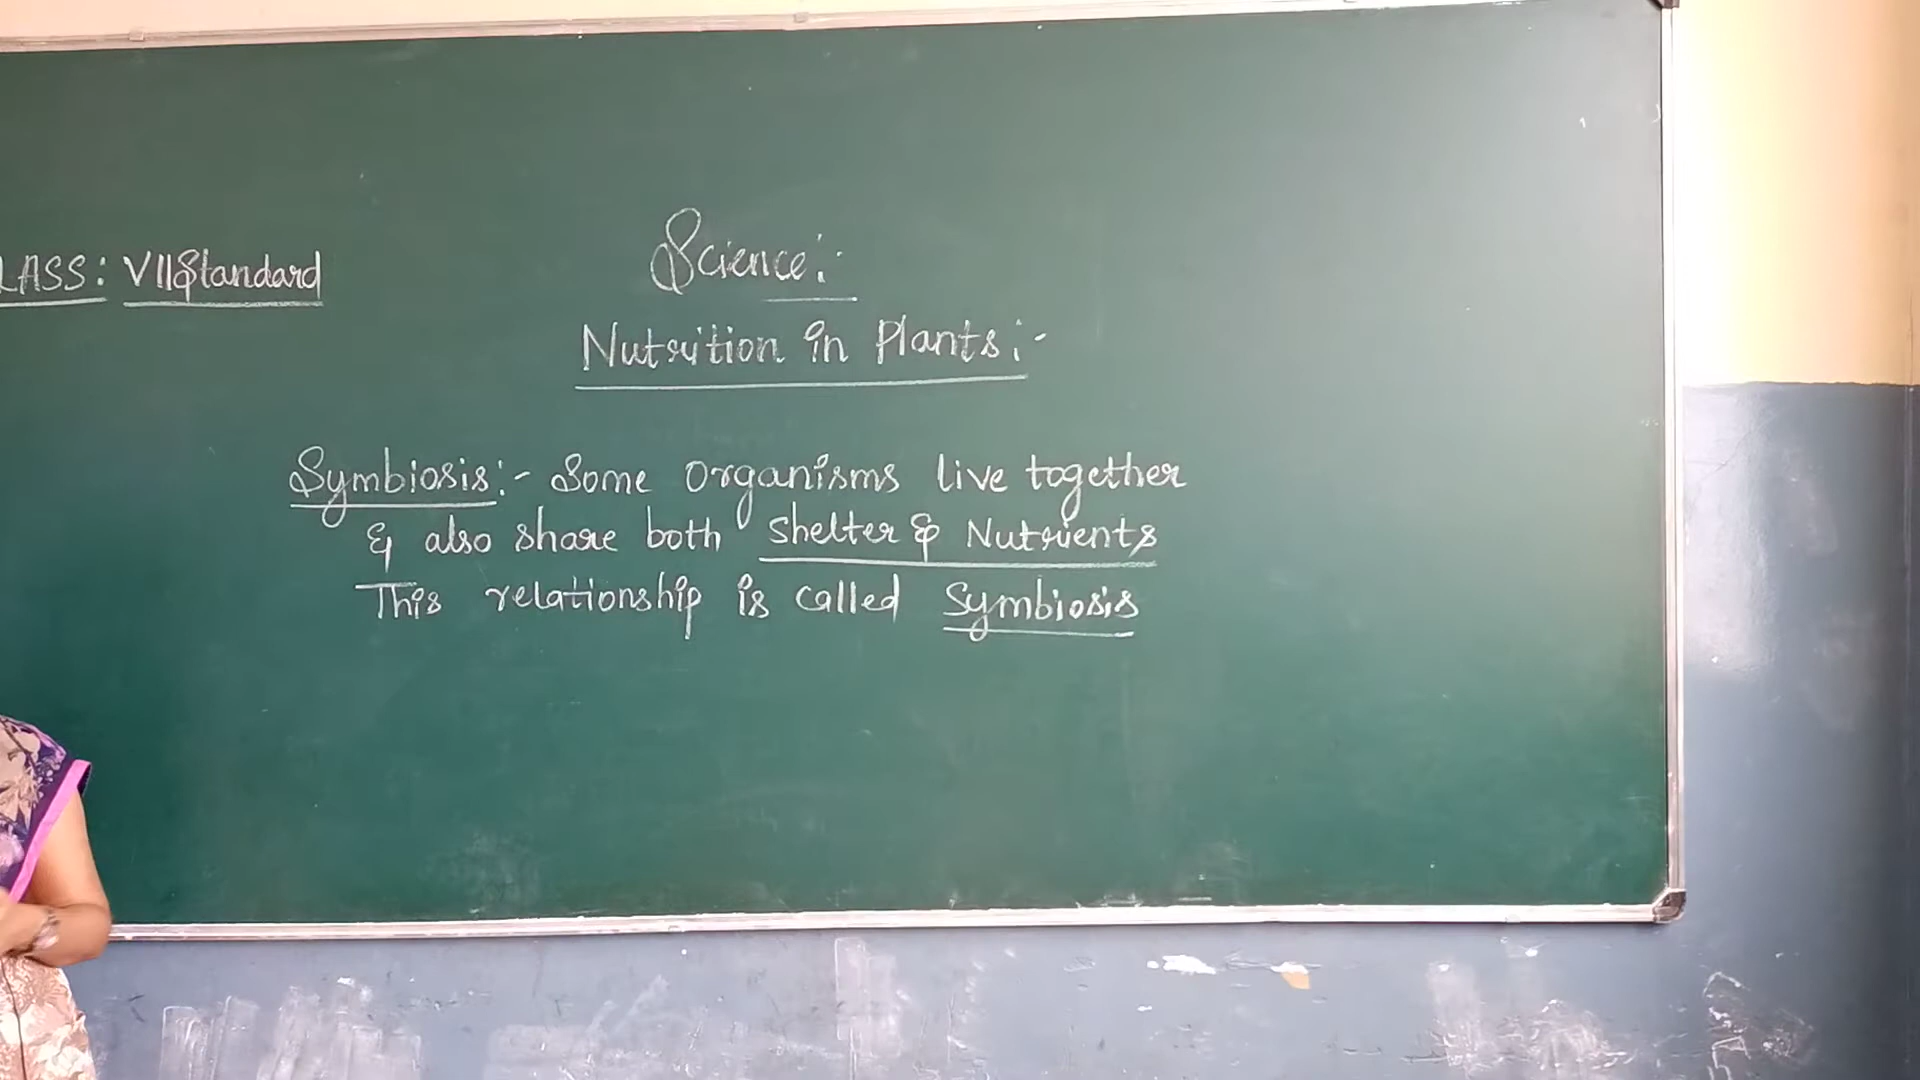 LASS: VII Standard
Science:-
Nutrition in Plants:-
Symbiosis:- Some organisms live together
& also share both shelter & Nutrients
This relationship is called Symbiosis